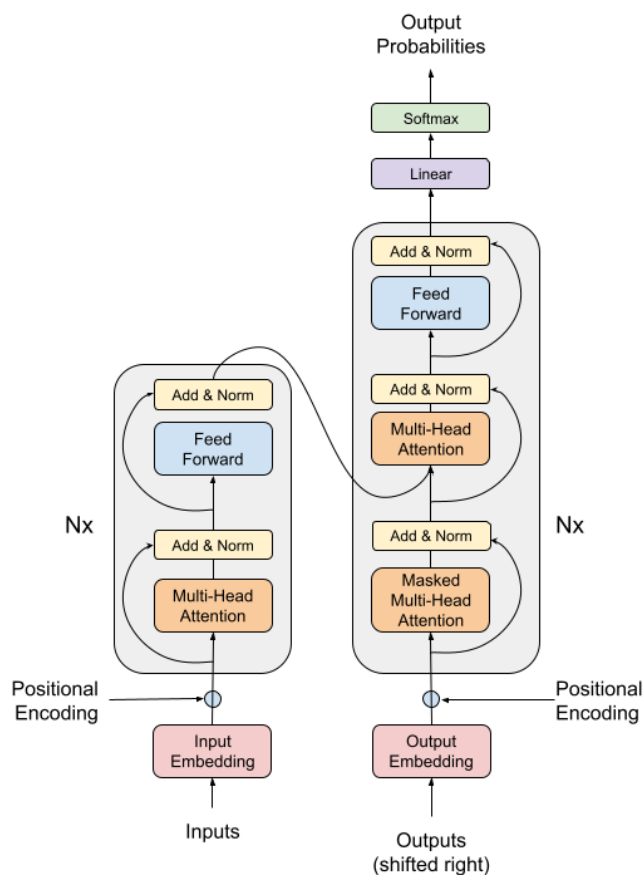 Output
Probabilities
Softmax
Linear
Add & Norm
Feed
Forward
Add & Norm
Multi-Head
Attention
Add & Norm
Masked
Multi-Head
Attention
Nx
Add & Norm
Feed
Forward
Add & Norm
Multi-Head
Attention
Nx
Positional
Encoding
Positional
Encoding
Input
Embedding
Output
Embedding
Inputs
Outputs
(shifted right)